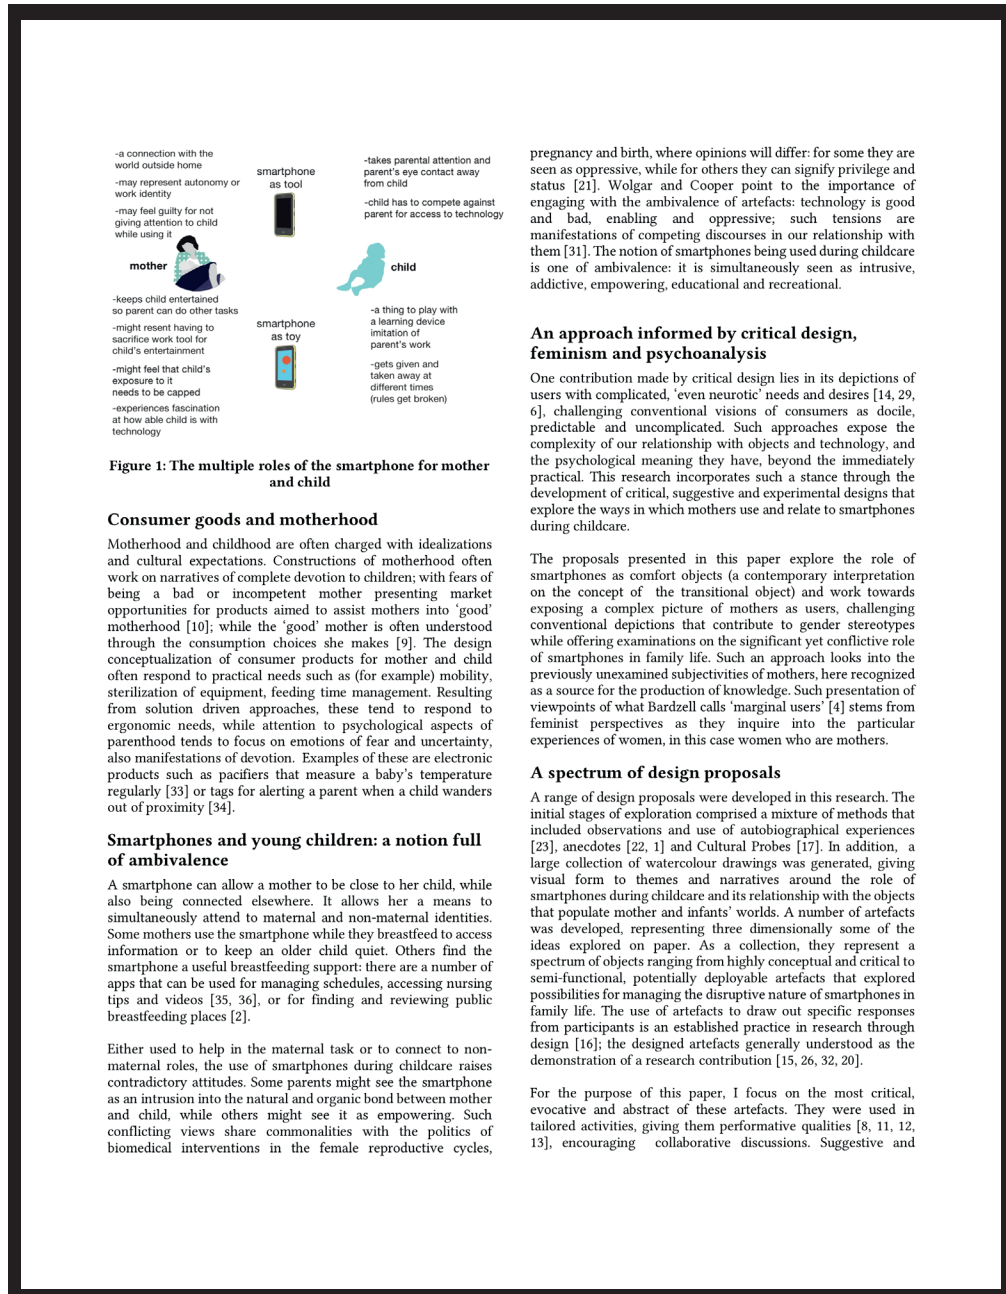 -a connection with the
world outside home
-may represent autonomy or
work identity
-may feel guilty for not
giving attention to child
while using it
smartphone
as tool
-takes parental attention and
parent's eye contact away
from child
-child has to compete against
parent for access to technology
mother
child
-keeps child entertained
so parent can do other tasks
-might resent having to
sacrifice work tool for
child's entertainment
-might feel that child's
exposure to it
needs to be capped
-experiences fascination
at how able child is with
technology
smartphone
as toy
-a thing to play with
a learning device
imitation of
parent's work
-gets given and
taken away at
different times
(rules get broken)
Figure 1: The multiple roles of the smartphone for mother
and child
Consumer goods and motherhood
Motherhood and childhood are often charged with idealizations
and cultural expectations. Constructions of motherhood often
work on narratives of complete devotion to children; with fears of
being a bad or incompetent mother presenting market
opportunities for products aimed to assist mothers into ‘good’
motherhood [10]; while the ‘good’ mother is often understood
through the consumption choices she makes [9]. The design
conceptualization of consumer products for mother and child
often respond to practical needs such as (for example) mobility,
sterilization of equipment, feeding time management. Resulting
from solution driven approaches, these tend to respond to
ergonomic needs, while attention to psychological aspects of
parenthood tends to focus on emotions of fear and uncertainty,
also manifestations of devotion. Examples of these are electronic
products such as pacifiers that measure a baby’s temperature
regularly [33] or tags for alerting a parent when a child wanders
out of proximity [34].
Smartphones and young children: a notion full
of ambivalence
A smartphone can allow a mother to be close to her child, while
also being connected elsewhere. It allows her a means to
simultaneously attend to maternal and non-maternal identities.
Some mothers use the smartphone while they breastfeed to access
information or to keep an older child quiet. Others find the
smartphone a useful breastfeeding support: there are a number of
apps that can be used for managing schedules, accessing nursing
tips and videos [35, 36], or for finding and reviewing public
breastfeeding places [2].
Either used to help in the maternal task or to connect to non-
maternal roles, the use of smartphones during childcare raises
contradictory attitudes. Some parents might see the smartphone
as an intrusion into the natural and organic bond between mother
and child, while others might see it as empowering. Such
conflicting views share commonalities with the politics of
biomedical interventions in the female reproductive cycles,
pregnancy and birth, where opinions will differ: for some they are
seen as oppressive, while for others they can signify privilege and
status [21]. Wolgar and Cooper point to the importance of
engaging with the ambivalence of artefacts: technology is good
and bad, enabling and oppressive; such tensions are
manifestations of competing discourses in our relationship with
them [31]. The notion of smartphones being used during childcare
is one of ambivalence: it is simultaneously seen as intrusive,
addictive, empowering, educational and recreational.
An approach informed by critical design,
feminism and psychoanalysis
One contribution made by critical design lies in its depictions of
users with complicated, ‘even neurotic’ needs and desires [14, 29,
6], challenging conventional visions of consumers as docile,
predictable and uncomplicated. Such approaches expose the
complexity of our relationship with objects and technology, and
the psychological meaning they have, beyond the immediately
practical. This research incorporates such a stance through the
development of critical, suggestive and experimental designs that
explore the ways in which mothers use and relate to smartphones
during childcare.
The proposals presented in this paper explore the role of
smartphones as comfort objects (a contemporary interpretation
on the concept of the transitional object) and work towards
exposing a complex picture of mothers as users, challenging
conventional depictions that contribute to gender stereotypes
while offering examinations on the significant yet conflictive role
of smartphones in family life. Such an approach looks into the
previously unexamined subjectivities of mothers, here recognized
as a source for the production of knowledge. Such presentation of
viewpoints of what Bardzell calls ‘marginal users’ [4] stems from
feminist perspectives as they inquire into the particular
experiences of women, in this case women who are mothers.
A spectrum of design proposals
A range of design proposals were developed in this research. The
initial stages of exploration comprised a mixture of methods that
included observations and use of autobiographical experiences
[23], anecdotes [22, 1] and Cultural Probes [17]. In addition, a
large collection of watercolour drawings was generated, giving
visual form to themes and narratives around the role of
smartphones during childcare and its relationship with the objects
that populate mother and infants’ worlds. A number of artefacts
was developed, representing three dimensionally some of the
ideas explored on paper. As a collection, they represent a
spectrum of objects ranging from highly conceptual and critical to
semi-functional, potentially deployable artefacts that explored
possibilities for managing the disruptive nature of smartphones in
family life. The use of artefacts to draw out specific responses
from participants is an established practice in research through
design [16]; the designed artefacts generally understood as the
demonstration of a research contribution [15, 26, 32, 20].
For the purpose of this paper, I focus on the most critical,
evocative and abstract of these artefacts. They were used in
tailored activities, giving them performative qualities [8, 11, 12,
13], encouraging collaborative discussions. Suggestive and